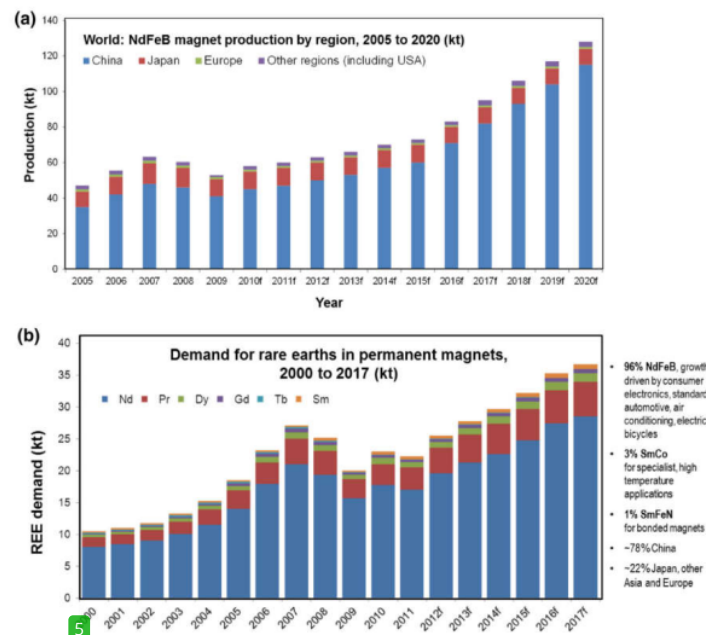 (a)
World: NdFeB magnet production by region, 2005 to 2020 (kt)
China Japan Europe Other regions (including USA)
Production (kt)
140
120
100
80
60
40
20
0
2005 2006 2007 2008 2009 2010f 2011f 2012f 2013f 2014f 2015f 2016f 2017f 2018f 2019f 2020f
Year
(b)
Demand for rare earths in permanent magnets,
2000 to 2017 (kt)
Nd Pr Dy Gd Tb Sm
REE demand (kt)
40
35
30
25
20
15
10
5
0
2001 2002 2003 2004 2005 2006 2007 2008 2009 2010 2011 2012f 2013f 2014f 2015f 2016f 2017f
• 96% NdFeB, growth
driven by consumer
electronics, standard
automotive, air
conditioning, electric
bicycles
• 3% SmCo
for specialist, high
temperature
applications
• 1% SmFeN
for bonded magnets
• ~78% China
• ~22% Japan, other
Asia and Europe
5